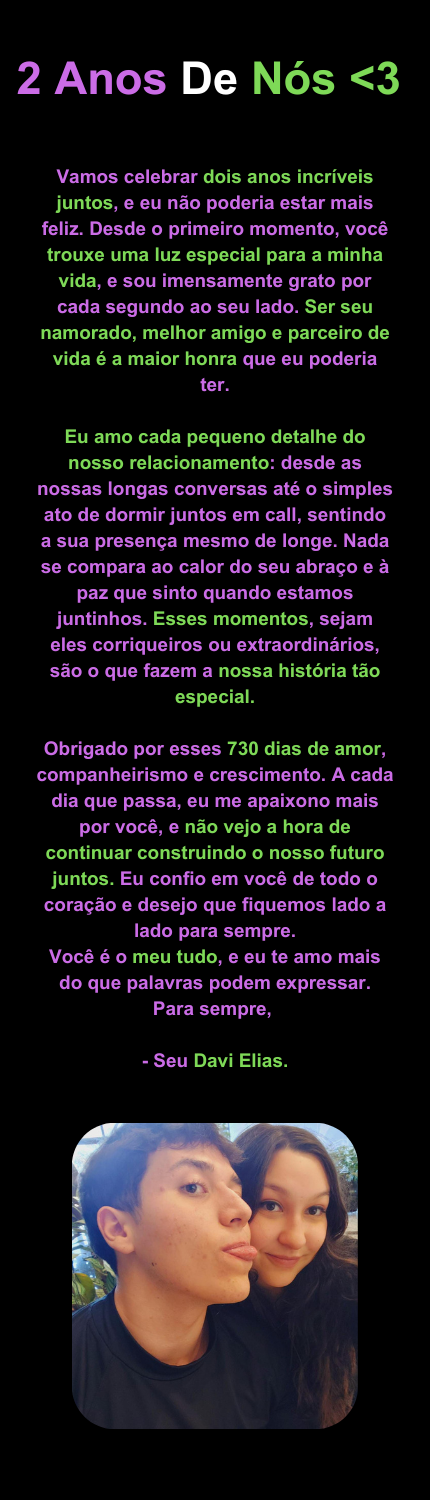 2 Anos De Nós <3
Vamos celebrar dois anos incríveis
juntos, e eu não poderia estar mais
feliz. Desde o primeiro momento, você
trouxe uma luz especial para a minha
vida, e sou imensamente grato por
cada segundo ao seu lado. Ser seu
namorado, melhor amigo e parceiro de
vida é a maior honra que eu poderia
ter.
Eu amo cada pequeno detalhe do
nosso relacionamento: desde as
nossas longas conversas até o simples
ato de dormir juntos em call, sentindo
a sua presença mesmo de longe. Nada
se compara ao calor do seu abraço e à
paz que sinto quando estamos
juntinhos. Esses momentos, sejam
eles corriqueiros ou extraordinários,
são o que fazem a nossa história tão
especial.
Obrigado por esses 730 dias de amor,
companheirismo e crescimento. A cada
dia que passa, eu me apaixono mais
por você, e não vejo a hora de
continuar construindo o nosso futuro
juntos. Eu confio em você de todo o
coração e desejo que fiquemos lado a
lado para sempre.
Você é o meu tudo, e eu te amo mais
do que palavras podem expressar.
Para sempre,
- Seu Davi Elias.